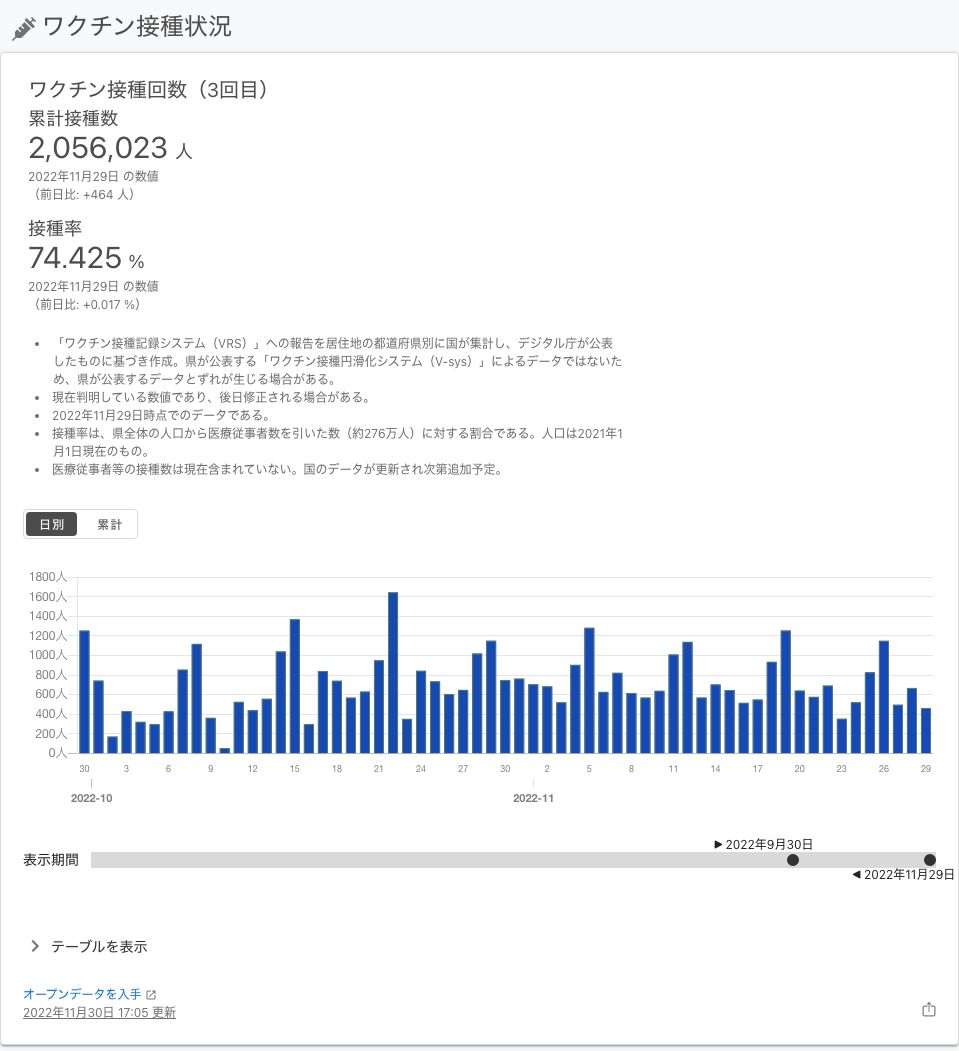 ワクチン接種状況
ワクチン接種回数（3回目）
累計接種数
2,056,023 人
2022年11月29日 の数値
（前日比: +464 人）
接種率
74.425 %
2022年11月29日 の数値
（前日比: +0.017 %）
• 「ワクチン接種記録システム（VRS）」への報告を居住地の都道府県別に国が集計し、デジタル庁が公表
したものに基づき作成。県が公表する「ワクチン接種円滑化システム（V-sys）」によるデータではないた
め、県が公表するデータとずれが生じる場合がある。
• 現在判明している数値であり、後日修正される場合がある。
• 2022年11月29日時点でのデータである。
• 接種率は、県全体の人口から医療従事者数を引いた数（約276万人）に対する割合である。人口は2021年1
月1日現在のもの。
• 医療従事者等の接種数は現在含まれていない。国のデータが更新され次第追加予定。
日別 累計
1800人
1600人
1400人
1200人
1000人
800人
600人
400人
200人
0人
30 3 6 9 12 15 18 21 24 27 30 2 5 8 11 14 17 20 23 26 29
2022-10 2022-11
▶ 2022年9月30日
表示期間
◀ 2022年11月29日
テーブルを表示
オープンデータを入手
2022年11月30日 17:05 更新